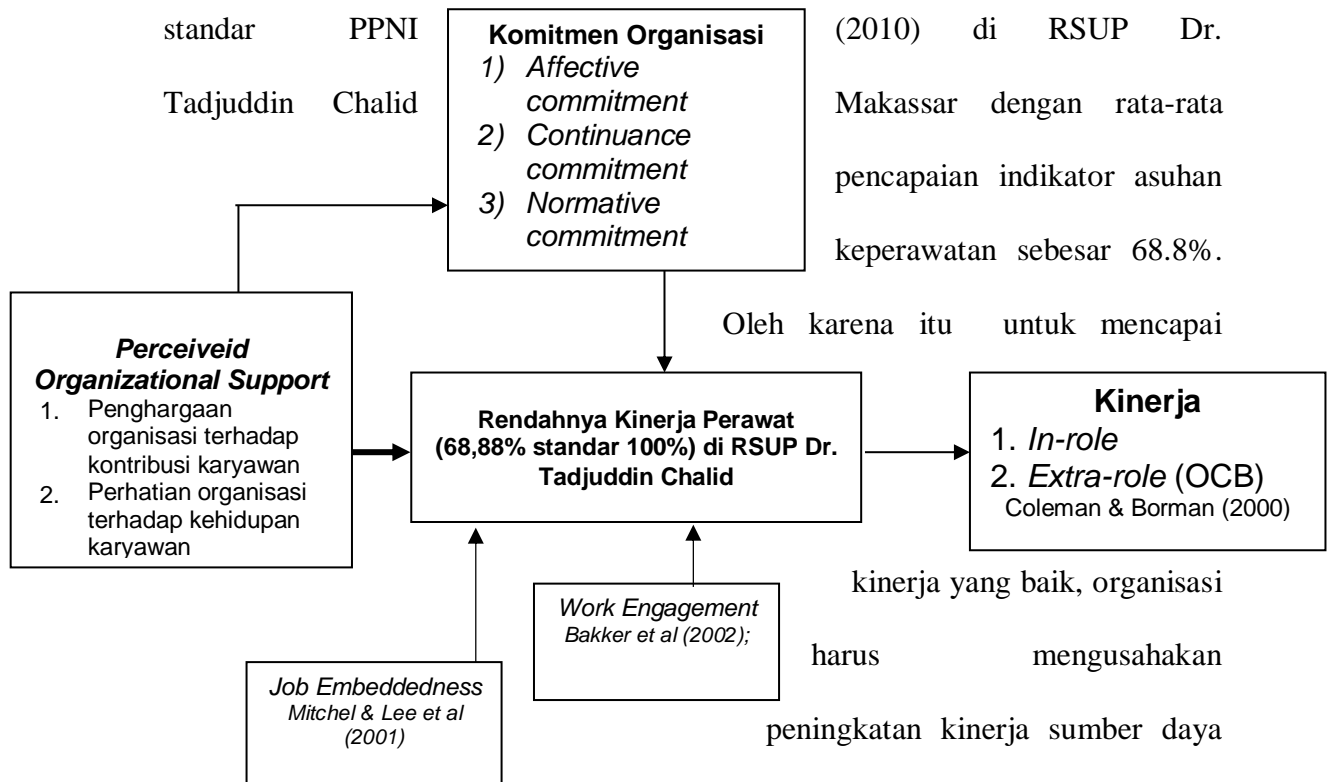 standar PPNI
Tadjuddin Chalid
Komitmen Organisasi
1) Affective
commitment
2) Continuance
commitment
3) Normative
commitment
(2010) di RSUP Dr.
Makassar dengan rata-rata
pencapaian indikator asuhan
keperawatan sebesar 68.8%.
Oleh karena itu untuk mencapai
Perceiveid
Organizational Support
1. Penghargaan
organisasi terhadap
kontribusi karyawan
2. Perhatian organisasi
terhadap kehidupan
karyawan
Rendahnya Kinerja Perawat
(68,88% standar 100%) di RSUP Dr.
Tadjuddin Chalid
Kinerja
1. In-role
2. Extra-role (OCB)
Coleman & Borman (2000)
Work Engagement
Bakker et al (2002);
Job Embeddedness
Mitchel & Lee et al
(2001)
kinerja yang baik, organisasi
harus mengusahakan
peningkatan kinerja sumber daya